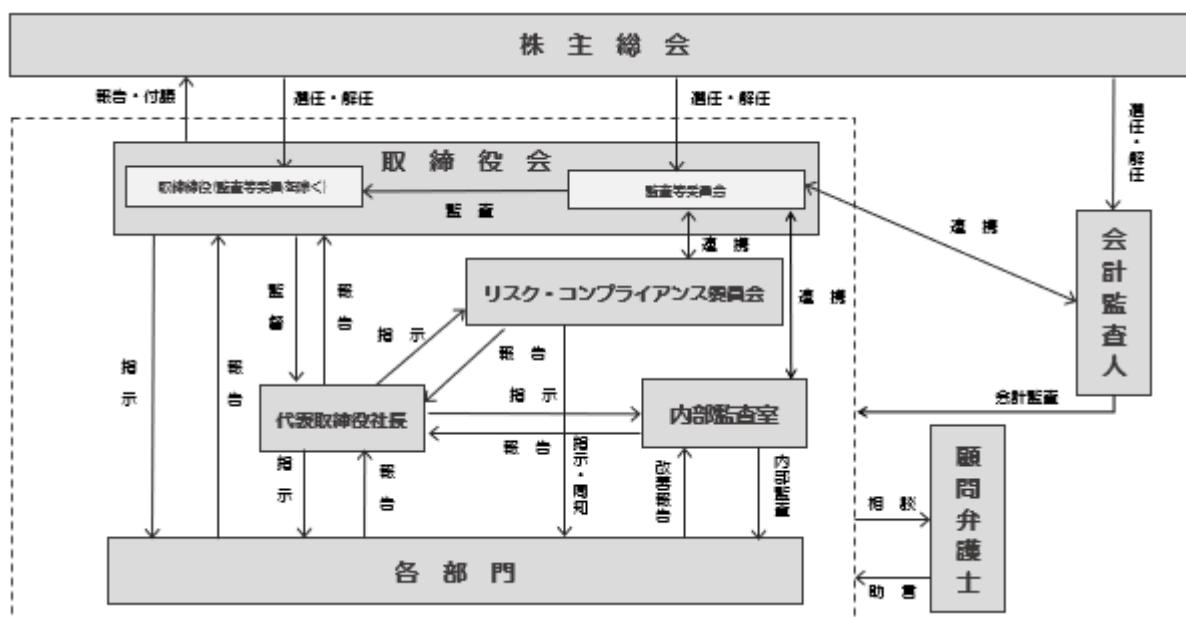 株主総会
報告・付議
選任・解任
選任・解任
選任・解任
取締役会
取締締役(監査等委員を除く)
監査等委員会
監査
連携
連携
連携
会計監査人
リスク・コンプライアンス委員会
監督
報告
指示
報告
指示
報告
代表取締役社長
指示
報告
内部監査室
会計監査
指示
報告
指示・周知
改善報告
内部監査
顧問弁護士
相談
助言
各部門